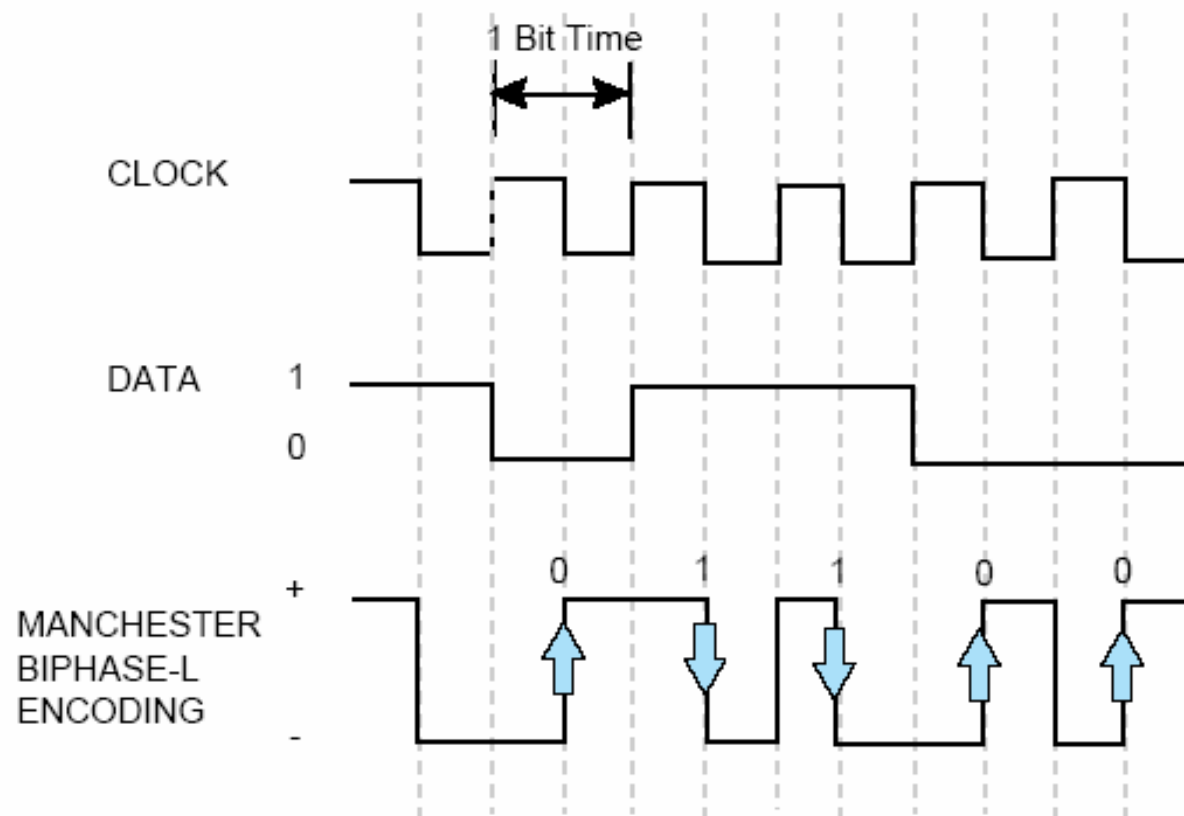 1 Bit Time
CLOCK
DATA
1
0
0 1 1 0 0
+
MANCHESTER
BIPHASE-L
ENCODING
-